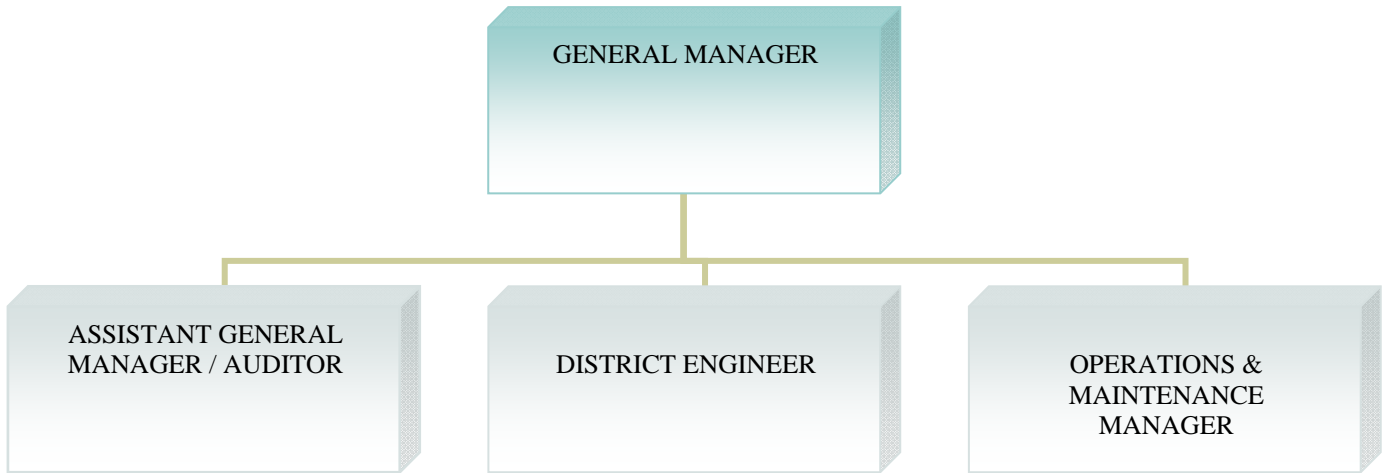 GENERAL MANAGER
ASSISTANT GENERAL
MANAGER / AUDITOR
DISTRICT ENGINEER
OPERATIONS &
MAINTENANCE
MANAGER